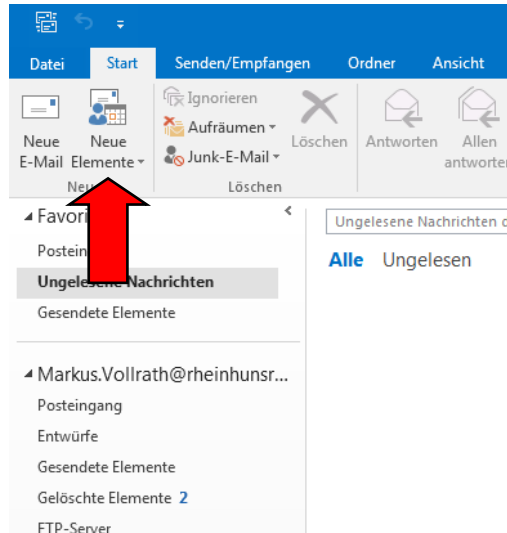 Datei Start Senden/Empfangen Ordner Ansicht
Ignorieren
Aufräumen
Junk-E-Mail
Neue E-Mail
Neue Elemente
Löschen
Antworten
Allen
Löschen
Favori
Ungelesene Nachrichten
Alle Ungelesen
Postein
Ungelesene Nachrichten
Gesendete Elemente
Markus.Vollrath@rheinhunsr...
Posteingang
Entwürfe
Gesendete Elemente
Gelöschte Elemente 2
FTP-Server